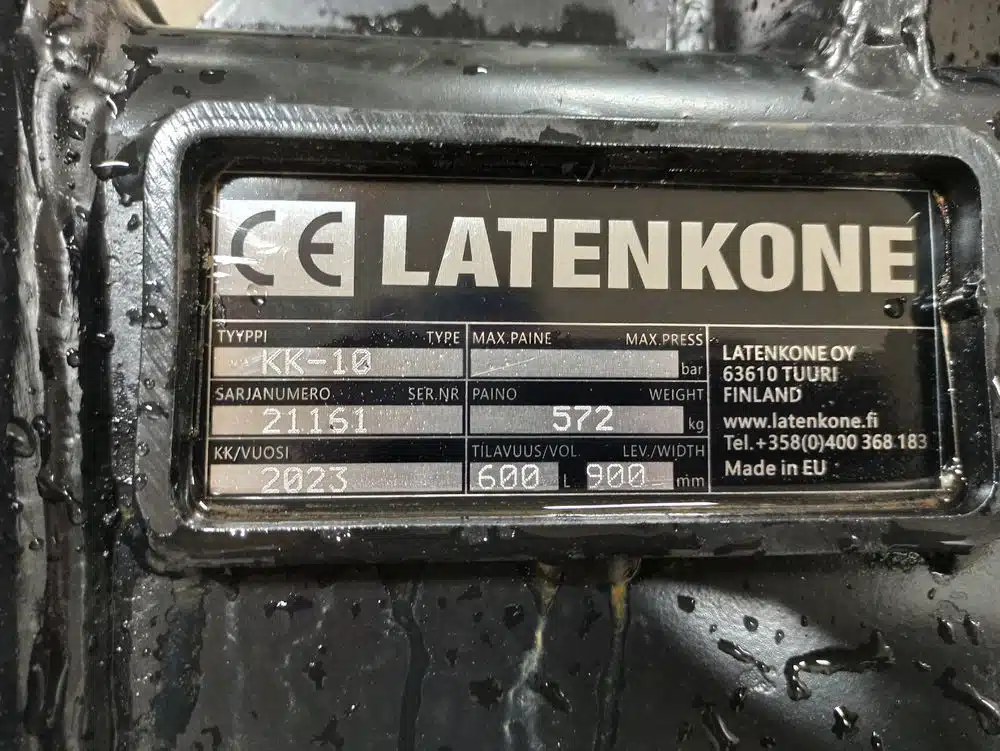 CE LATENKONE
TYYPPI TYPE
KK-10
SARJANUMERO SER.NR
21161
KK/VUOSI
2023
MAX.PAINE MAX.PRESS
bar
PAINO WEIGHT
572 kg
TILAVUUS/VOL. LEV./WIDTH
600 L 900 mm
LATENKONE OY
63610 TUURI
FINLAND
www.latenkone.fi
Tel.+358(0)400 368 183
Made in EU